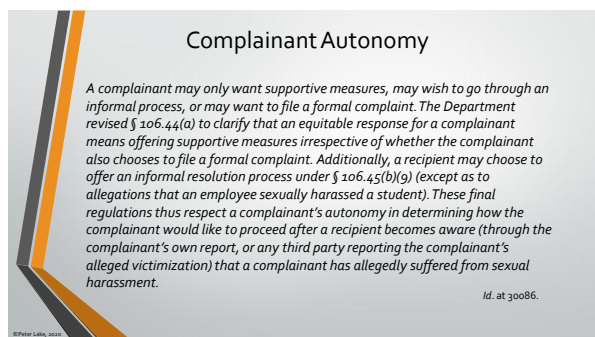 Complainant Autonomy
A complainant may only want supportive measures, may wish to go through an
informal process, or may want to file a formal complaint. The Department
revised § 106.44(a) to clarify that an equitable response for a complainant
means offering supportive measures irrespective of whether the complainant
also chooses to file a formal complaint. Additionally, a recipient may choose to
offer an informal resolution process under § 106.45(b)(9) (except as to
allegations that an employee sexually harassed a student). These final
regulations thus respect a complainant's autonomy in determining how the
complainant would like to proceed after a recipient becomes aware (through the
complainant's own report, or any third party reporting the complainant's
alleged victimization) that a complainant has allegedly suffered from sexual
harassment.
Id. at 30086.
©Peter Lake, 2020